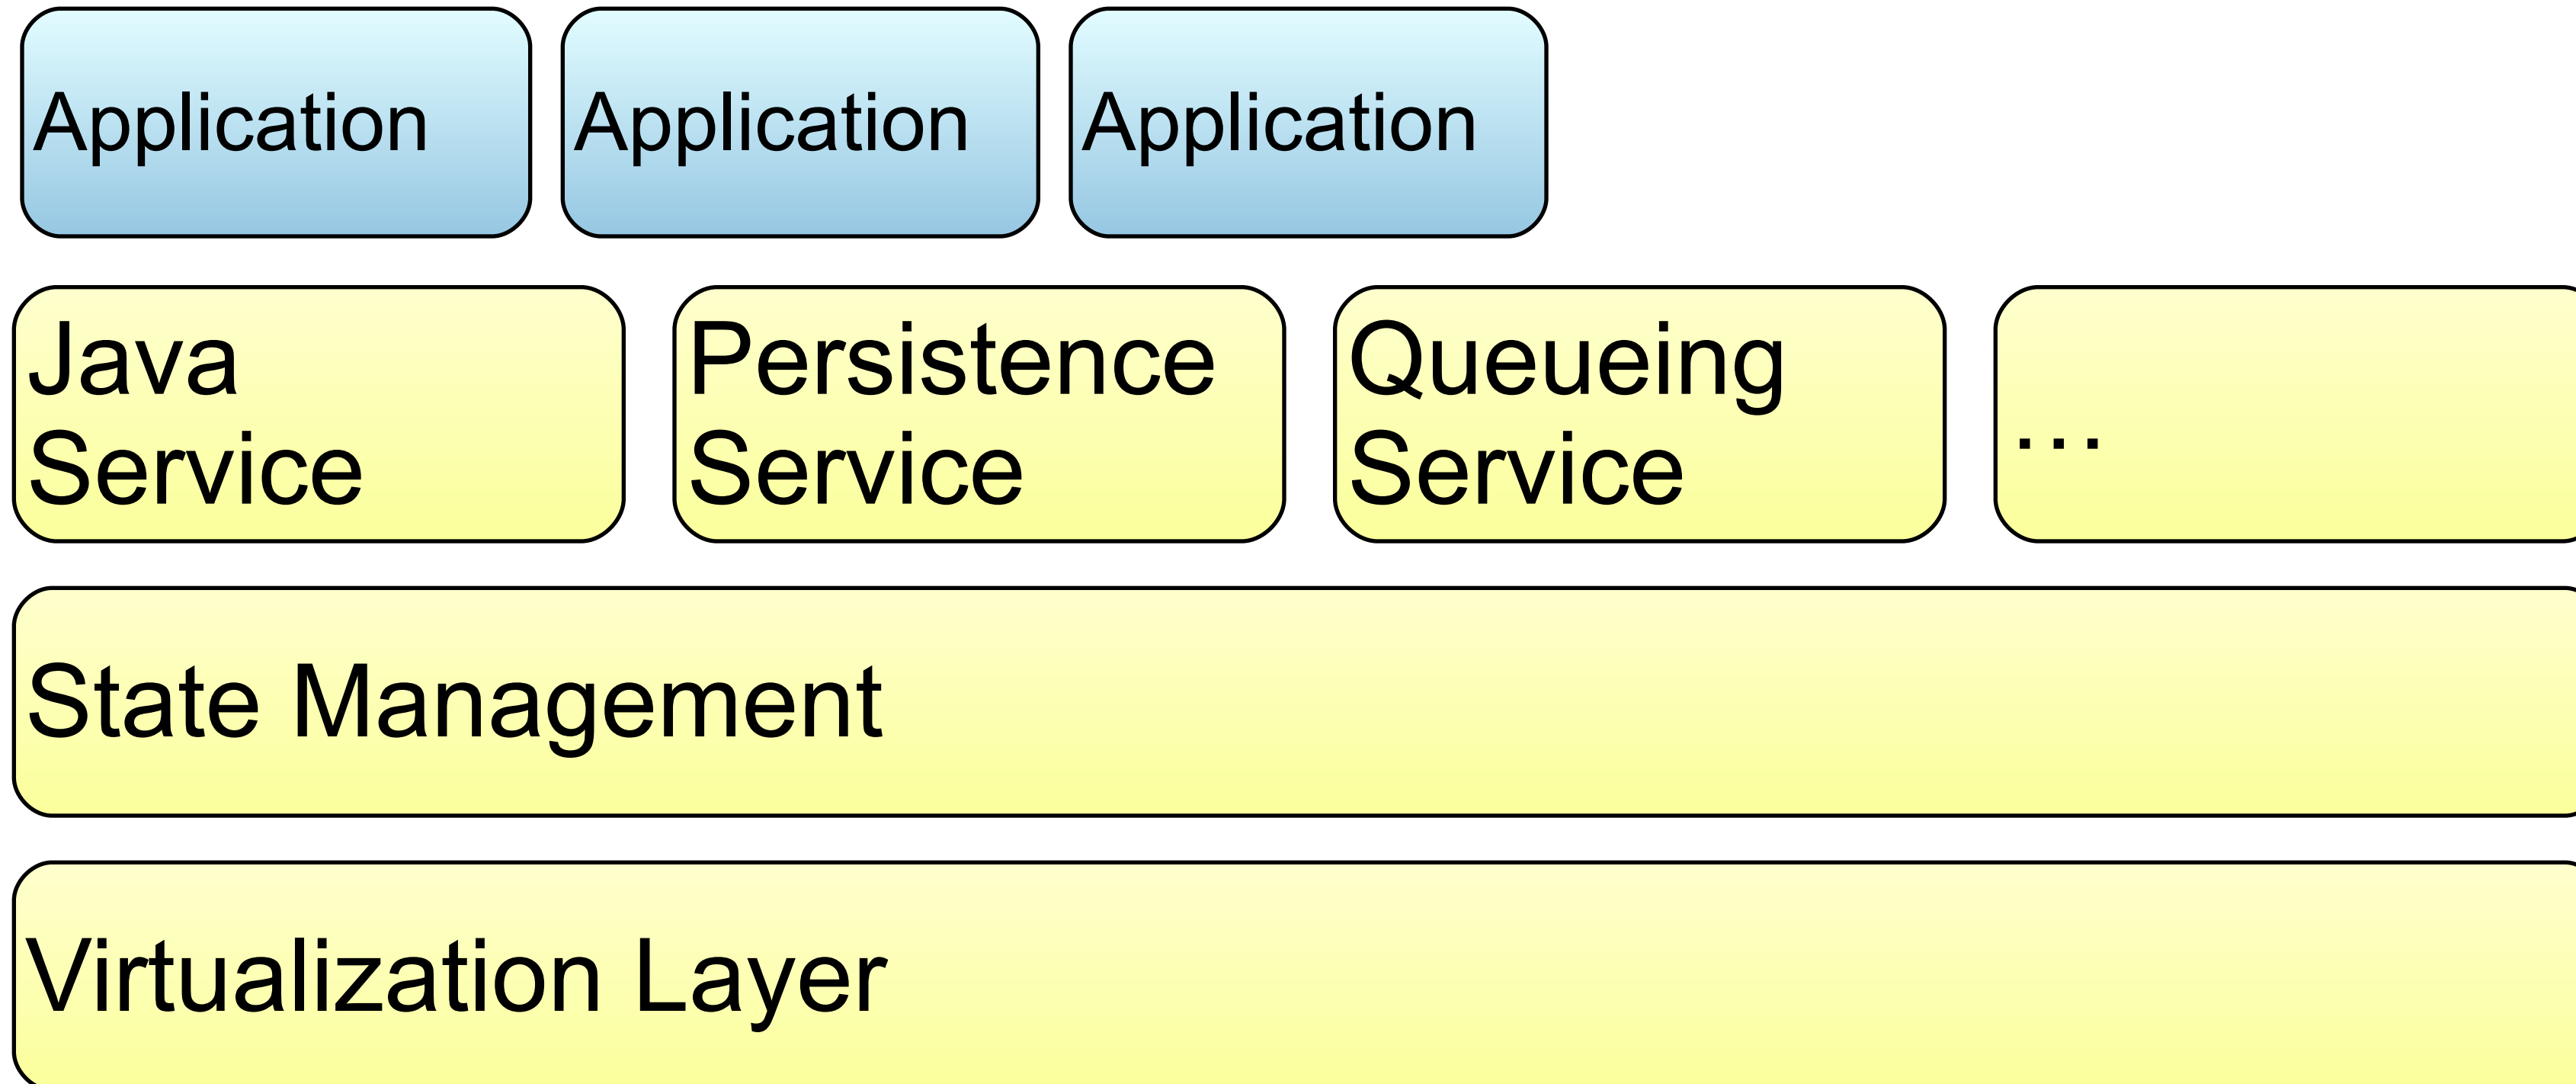 Application Application Application
Java
Service
Persistence
Service
Queueing
Service
…
State Management
Virtualization Layer